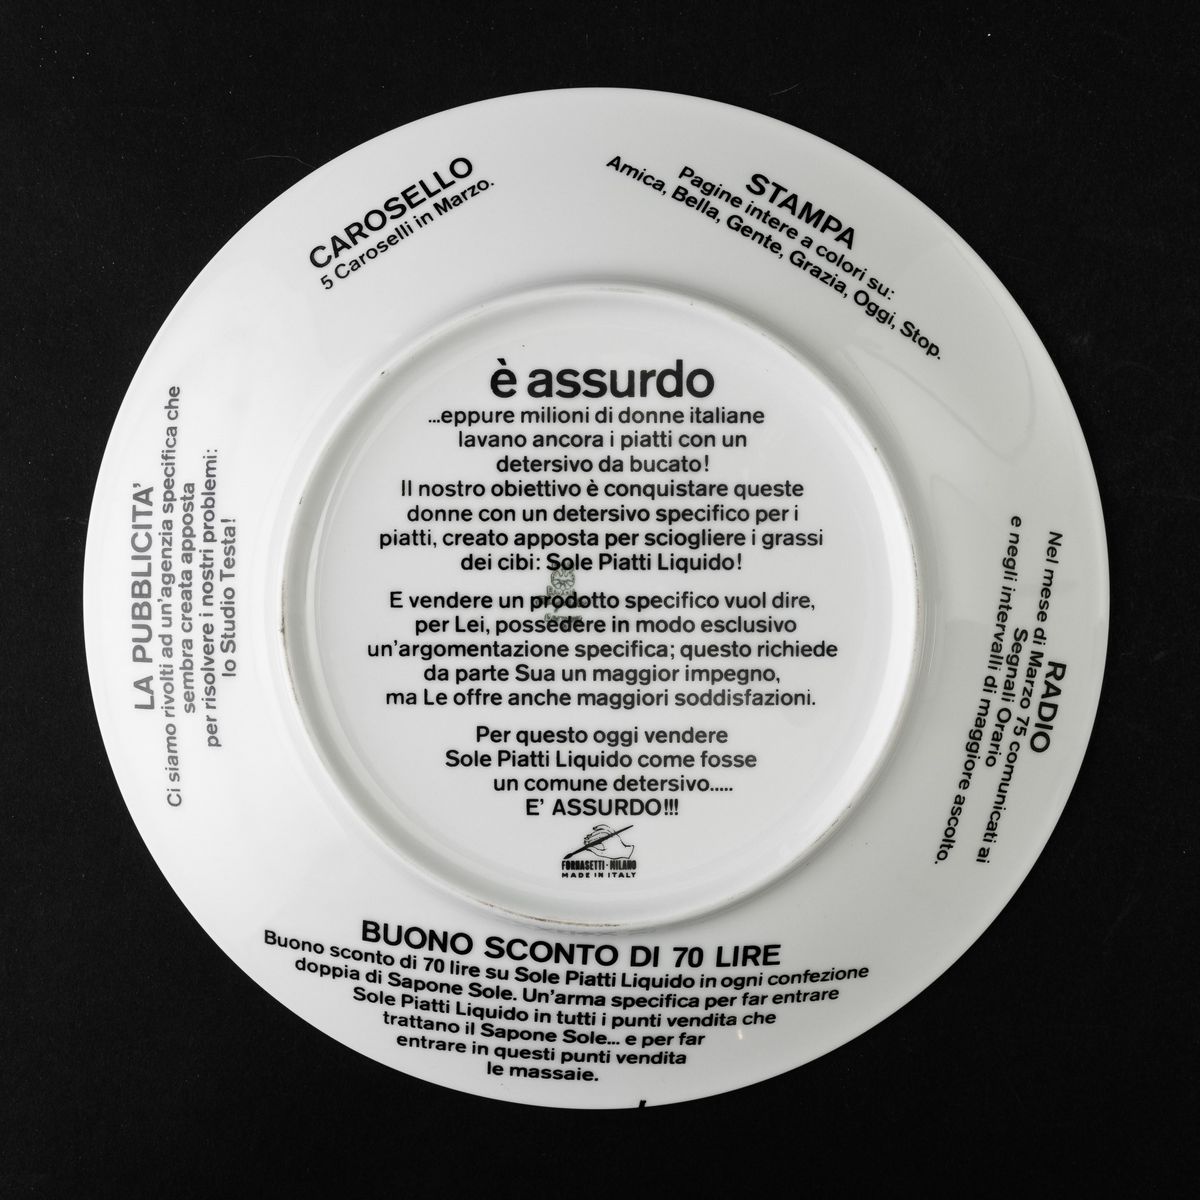 CAROSELLO
5 Caroselli in Marzo.
STAMPA
Pagine intere a colori su:
Amica, Bella, Gente, Grazia, Oggi, Stop.
è assurdo
...eppure milioni di donne italiane
lavano ancora i piatti con un
detersivo da bucato!
Il nostro obiettivo è conquistare queste
donne con un detersivo specifico per i
piatti, creato apposta per sciogliere i grassi
dei cibi: Sole Piatti Liquido!
E vendere un prodotto specifico vuol dire,
per Lei, possedere in modo esclusivo
un'argomentazione specifica; questo richiede
da parte Sua un maggior impegno,
ma Le offre anche maggiori soddisfazioni.
Per questo oggi vendere
Sole Piatti Liquido come fosse
un comune detersivo.....
E' ASSURDO!!!
FORNASETTI - MILANO
MADE IN ITALY
LA PUBBLICITA'
Ci siamo rivolti ad un'agenzia specifica che
sembra creata apposta
per risolvere i nostri problemi:
lo Studio Testa!
RADIO
Nel mese di Marzo 75 comunicati ai
Segnali Orario
e negli intervalli di maggiore ascolto.
BUONO SCONTO DI 70 LIRE
Buono sconto di 70 lire su Sole Piatti Liquido in ogni confezione
doppia di Sapone Sole. Un'arma specifica per far entrare
Sole Piatti Liquido in tutti i punti vendita che
trattano il Sapone Sole... e per far
entrare in questi punti vendita
le massaie.